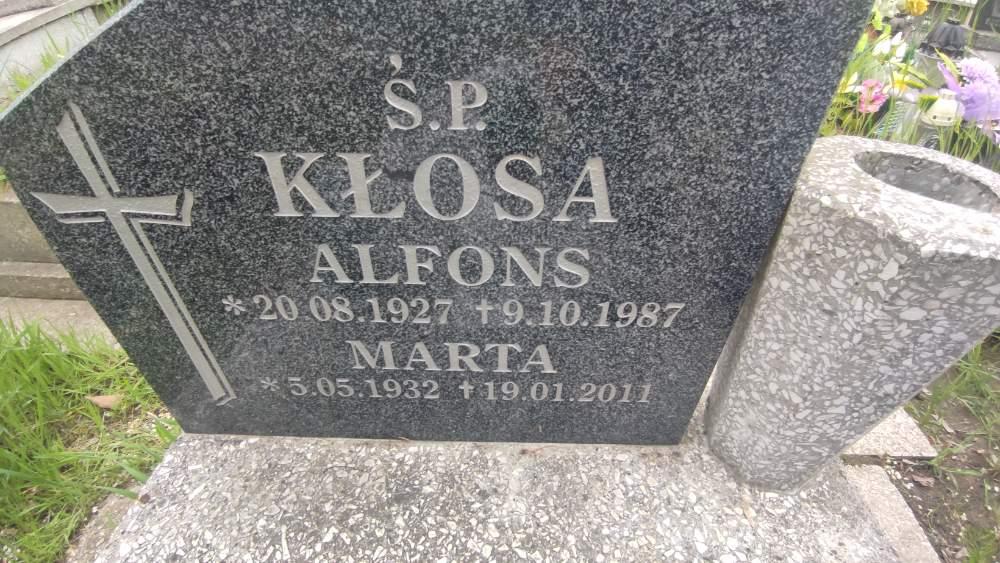 Ś.P.
KŁOSA
ALFONS
*20 08.1927 †9.10.1987
MARTA
*5.05.1932 †19.01.2011